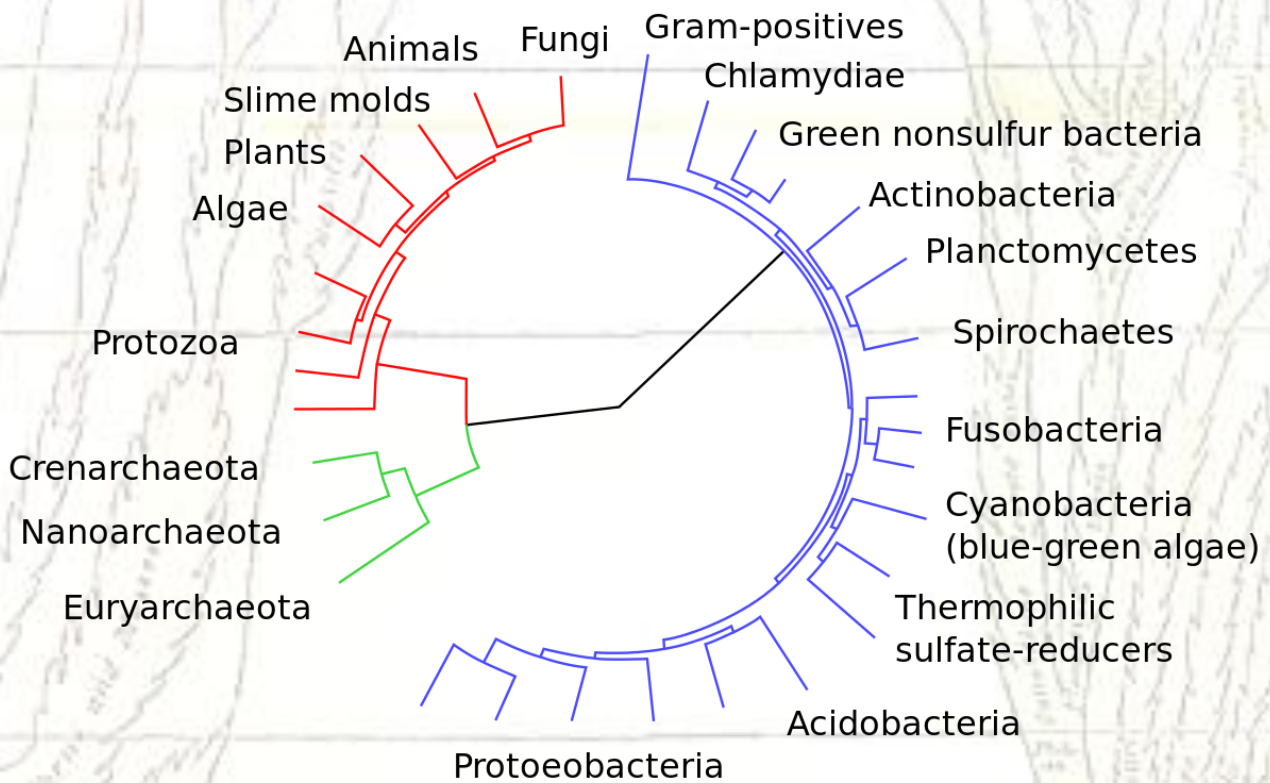 Fungi
Gram-positives
Animals
Chlamydiae
Slime molds
Green nonsulfur bacteria
Plants
Actinobacteria
Algae
Planctomycetes
Spirochaetes
Protozoa
Fusobacteria
Crenarchaeota
Cyanobacteria
(blue-green algae)
Nanoarchaeota
Thermophilic
sulfate-reducers
Euryarchaeota
Acidobacteria
Protoeobacteria